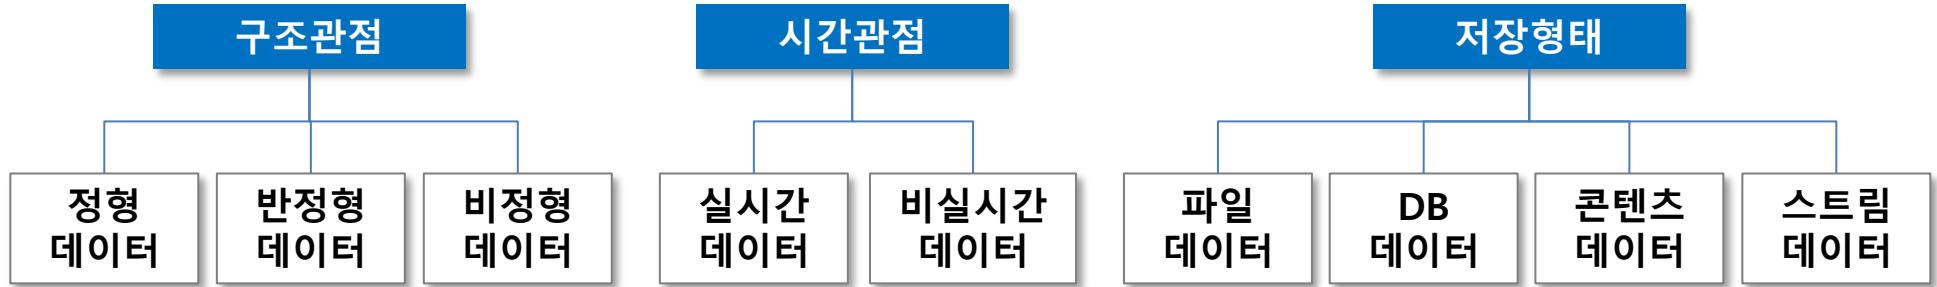 구조관점
정형
데이터
반정형
데이터
비정형
데이터
시간관점
실시간
데이터
비실시간
데이터
저장형태
파일
데이터
DB
데이터
콘텐츠
데이터
스트림
데이터